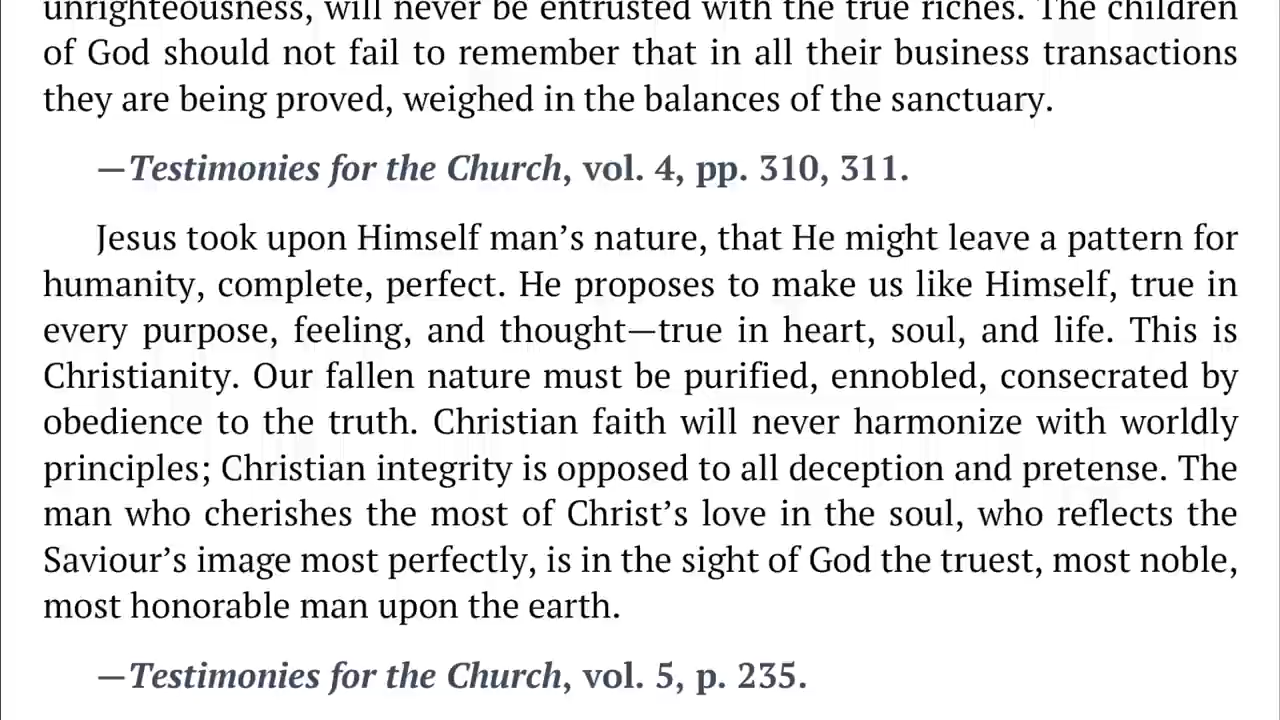 unrighteousness, will never be entrusted with the true riches. The children
of God should not fail to remember that in all their business transactions
they are being proved, weighed in the balances of the sanctuary.
—Testimonies for the Church, vol. 4, pp. 310, 311.
Jesus took upon Himself man’s nature, that He might leave a pattern for
humanity, complete, perfect. He proposes to make us like Himself, true in
every purpose, feeling, and thought—true in heart, soul, and life. This is
Christianity. Our fallen nature must be purified, ennobled, consecrated by
obedience to the truth. Christian faith will never harmonize with worldly
principles; Christian integrity is opposed to all deception and pretense. The
man who cherishes the most of Christ’s love in the soul, who reflects the
Saviour’s image most perfectly, is in the sight of God the truest, most noble,
most honorable man upon the earth.
—Testimonies for the Church, vol. 5, p. 235.